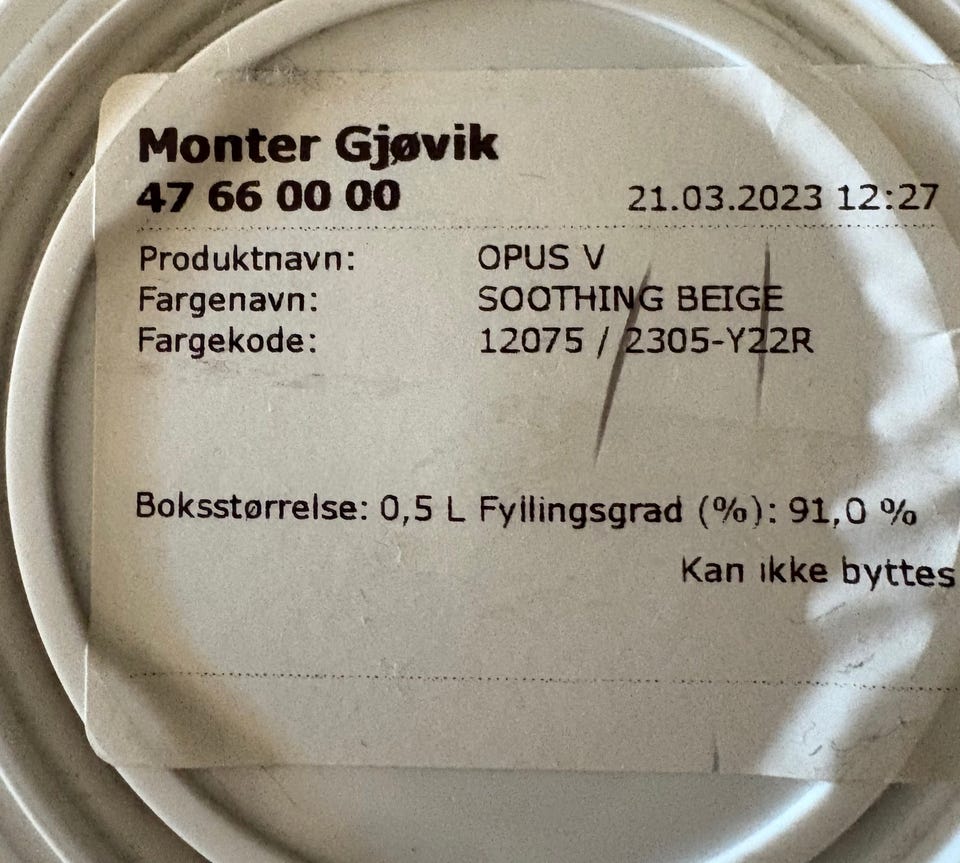 Monter Gjøvik
47 66 00 00 21.03.2023 12:27
Produktnavn: OPUS V
Fargenavn: SOOTHING BEIGE
Fargekode: 12075 / 2305-Y22R
Boksstørrelse: 0,5 L Fyllingsgrad (%): 91,0 %
Kan ikke byttes